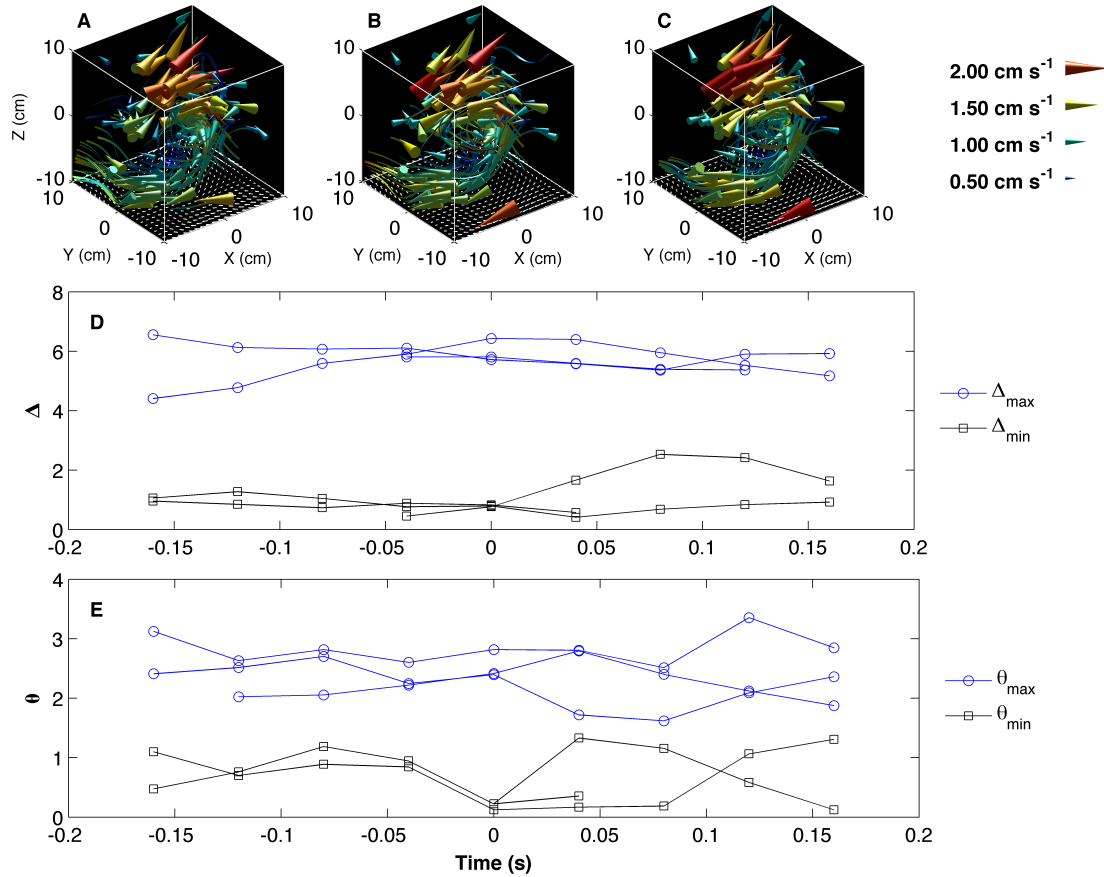 A
B
C
10
0
-10
Z (cm)
0
-10
Y (cm)
-10
0
10
X (cm)
10
0
-10
0
-10
Y (cm)
-10
0
10
X (cm)
10
0
-10
0
-10
Y (cm)
-10
0
10
X (cm)
2.00 cm s-1
1.50 cm s-1
1.00 cm s-1
0.50 cm s-1
D
8
6
4
2
0
Δ
-0.2
-0.15
-0.1
-0.05
0
0.05
0.1
0.15
0.2
Δmax
Δmin
E
4
3
2
1
0
θ
-0.2
-0.15
-0.1
-0.05
0
0.05
0.1
0.15
0.2
Time (s)
θmax
θmin